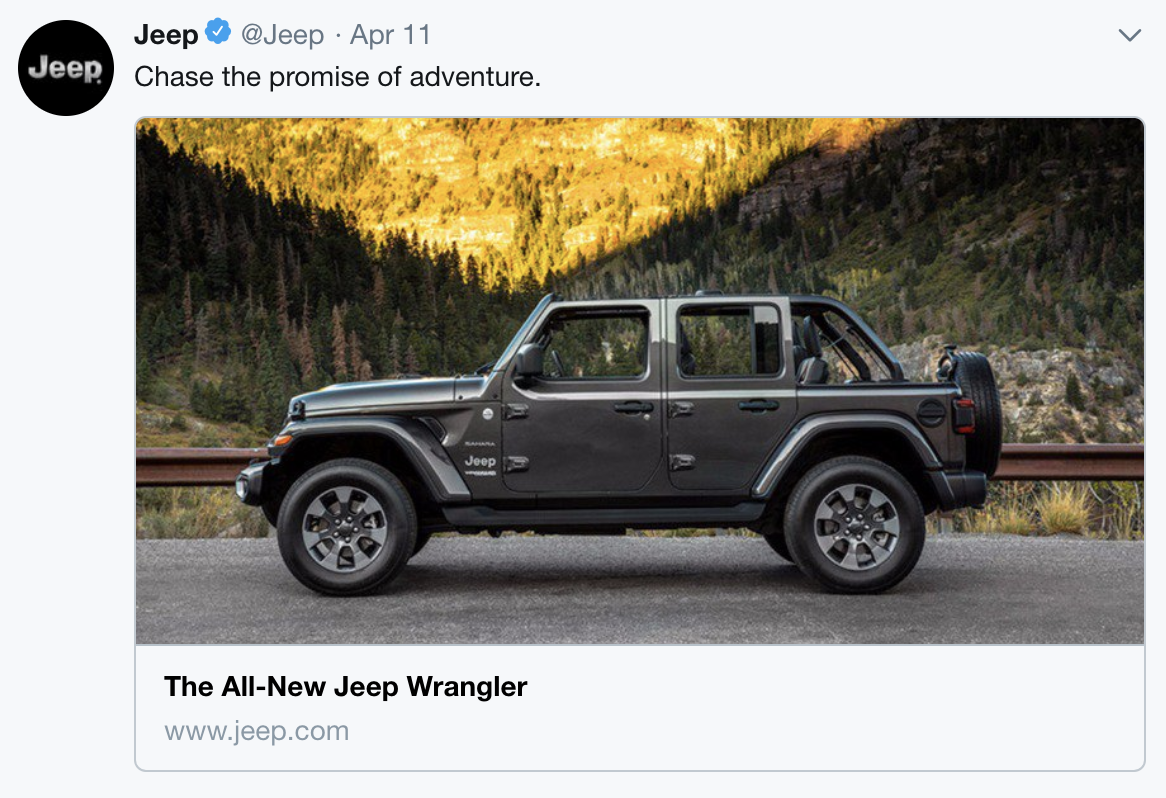 Jeep
Jeep @Jeep · Apr 11
Chase the promise of adventure.
SAHARA
Jeep
The All-New Jeep Wrangler
www.jeep.com